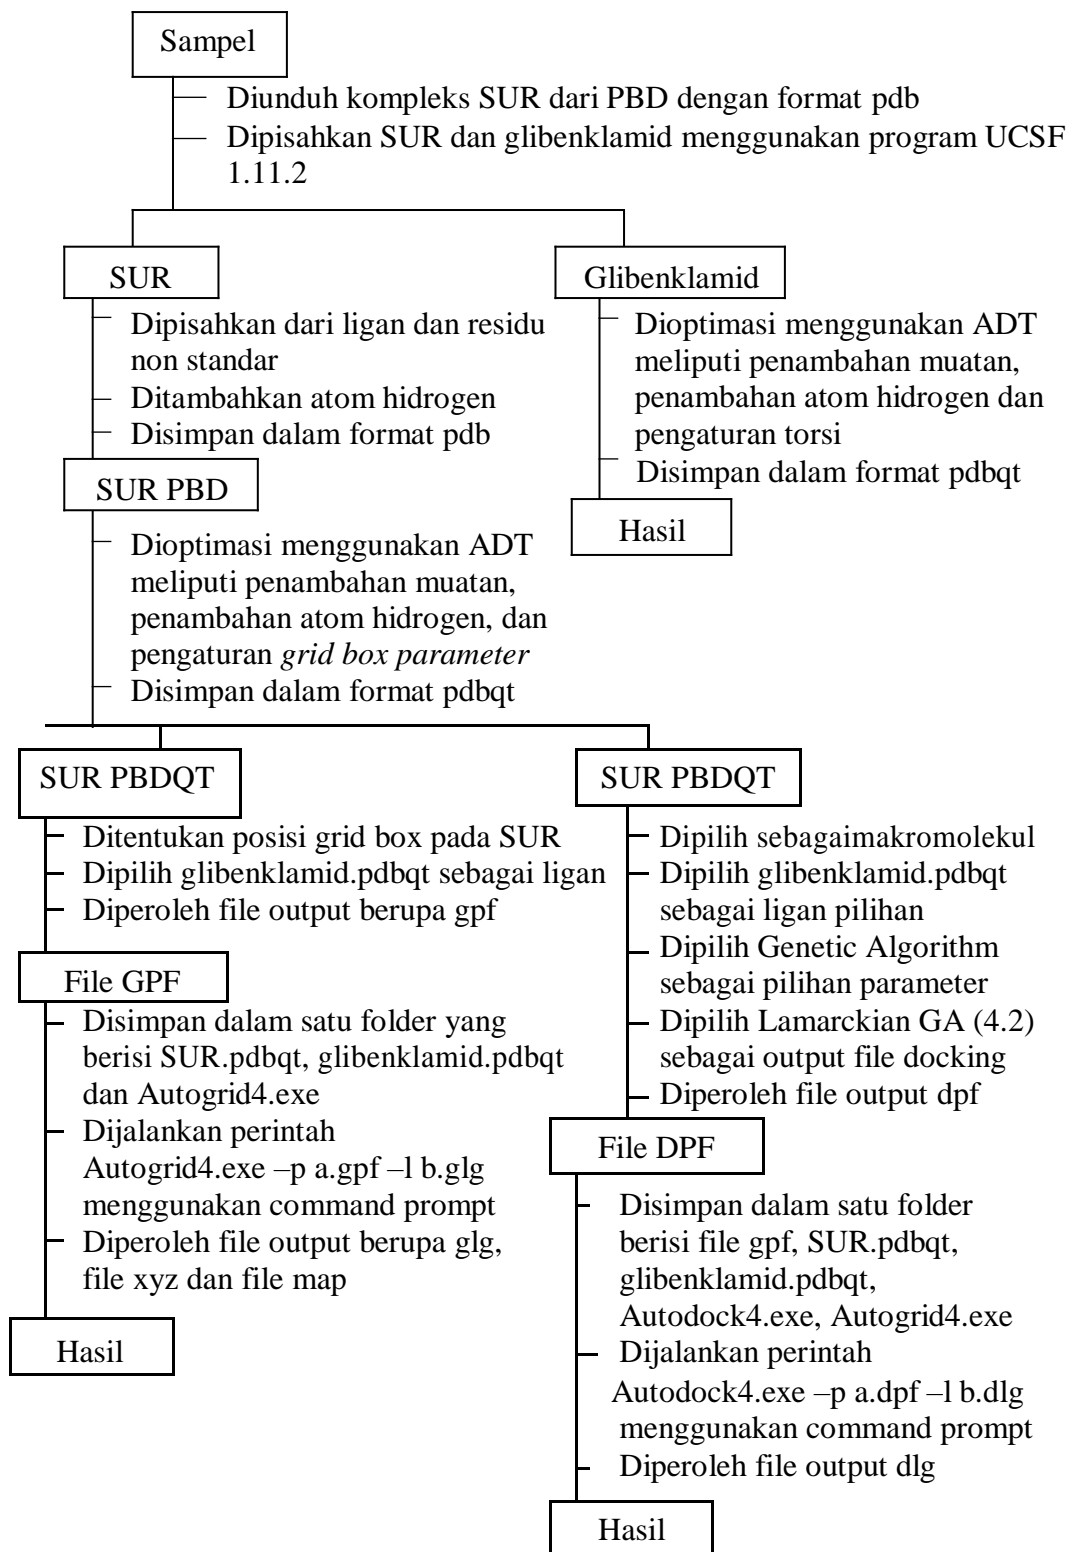 Sampel
Diunduh kompleks SUR dari PBD dengan format pdb
Dipisahkan SUR dan glibenklamid menggunakan program UCSF
1.11.2
SUR
Dipisahkan dari ligan dan residu
non standar
Ditambahkan atom hidrogen
Disimpan dalam format pdb
Glibenklamid
Dioptimasi menggunakan ADT
meliputi penambahan muatan,
penambahan atom hidrogen dan
pengaturan torsi
Disimpan dalam format pdbqt
Hasil
SUR PBD
Dioptimasi menggunakan ADT
meliputi penambahan muatan,
penambahan atom hidrogen, dan
pengaturan grid box parameter
Disimpan dalam format pdbqt
SUR PBDQT
Ditentukan posisi grid box pada SUR
Dipilih glibenklamid.pdbqt sebagai ligan
Diperoleh file output berupa gpf
File GPF
Disimpan dalam satu folder yang
berisi SUR.pdbqt, glibenklamid.pdbqt
dan Autogrid4.exe
Dijalankan perintah
Autogrid4.exe –p a.gpf –l b.glg
menggunakan command prompt
Diperoleh file output berupa glg,
file xyz dan file map
Hasil
SUR PBDQT
Dipilih sebagaimakromolekul
Dipilih glibenklamid.pdbqt
sebagai ligan pilihan
Dipilih Genetic Algorithm
sebagai pilihan parameter
Dipilih Lamarckian GA (4.2)
sebagai output file docking
Diperoleh file output dpf
File DPF
Disimpan dalam satu folder
berisi file gpf, SUR.pdbqt,
glibenklamid.pdbqt,
Autodock4.exe, Autogrid4.exe
Dijalankan perintah
Autodock4.exe –p a.dpf –l b.dlg
menggunakan command prompt
Diperoleh file output dlg
Hasil